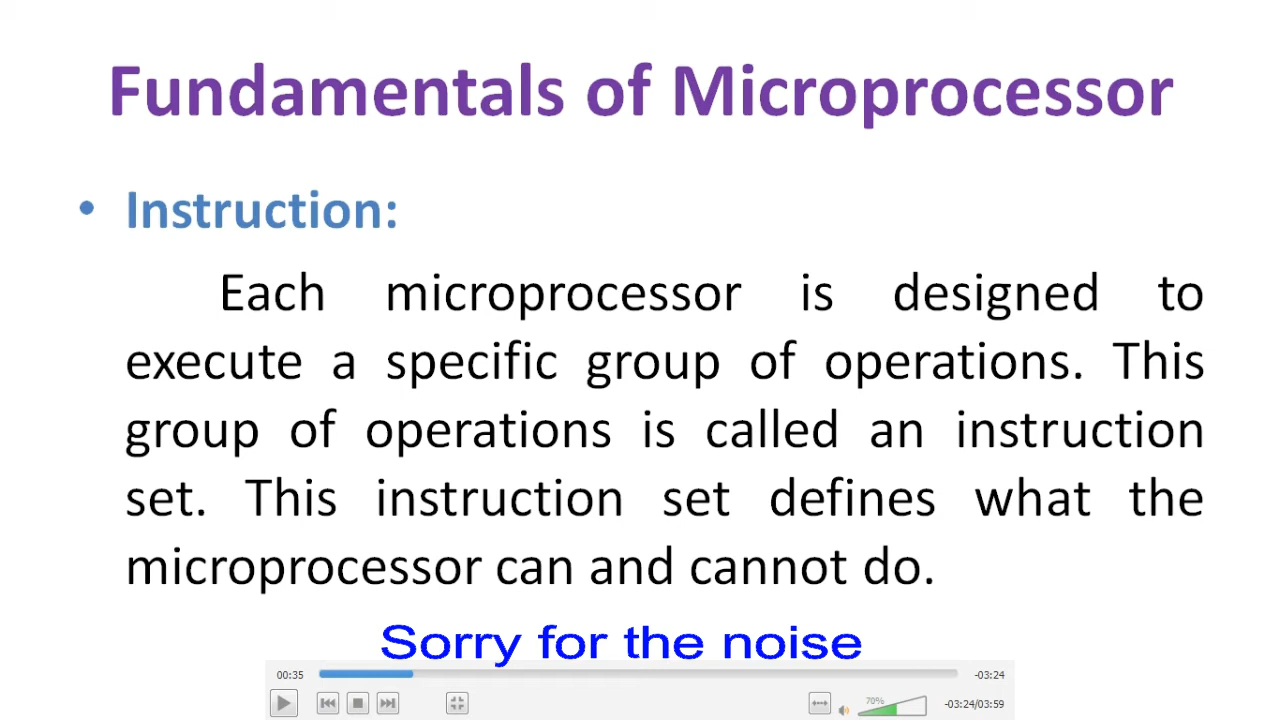 Fundamentals of Microprocessor
• Instruction:
Each microprocessor is designed to
execute a specific group of operations. This
group of operations is called an instruction
set. This instruction set defines what the
microprocessor can and cannot do.
Sorry for the noise
00:35 -03:24
70% -03:24/03:59